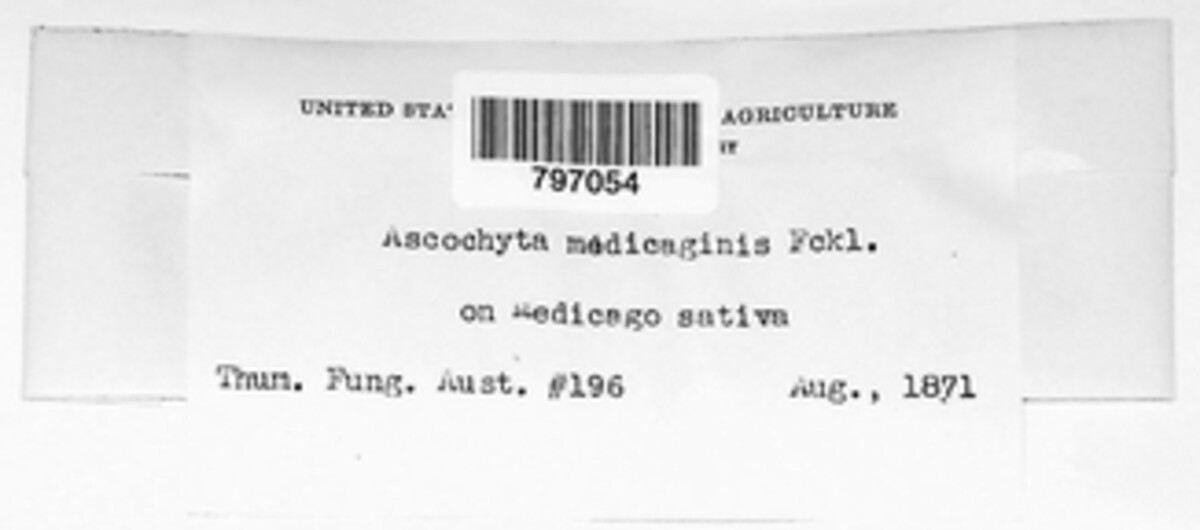 UNITED STA AGRICULTURE
797054
Ascochyta medicaginis Fckl.
on Medicago sativa
Thum. Fung. Aust. #196 Aug., 1871